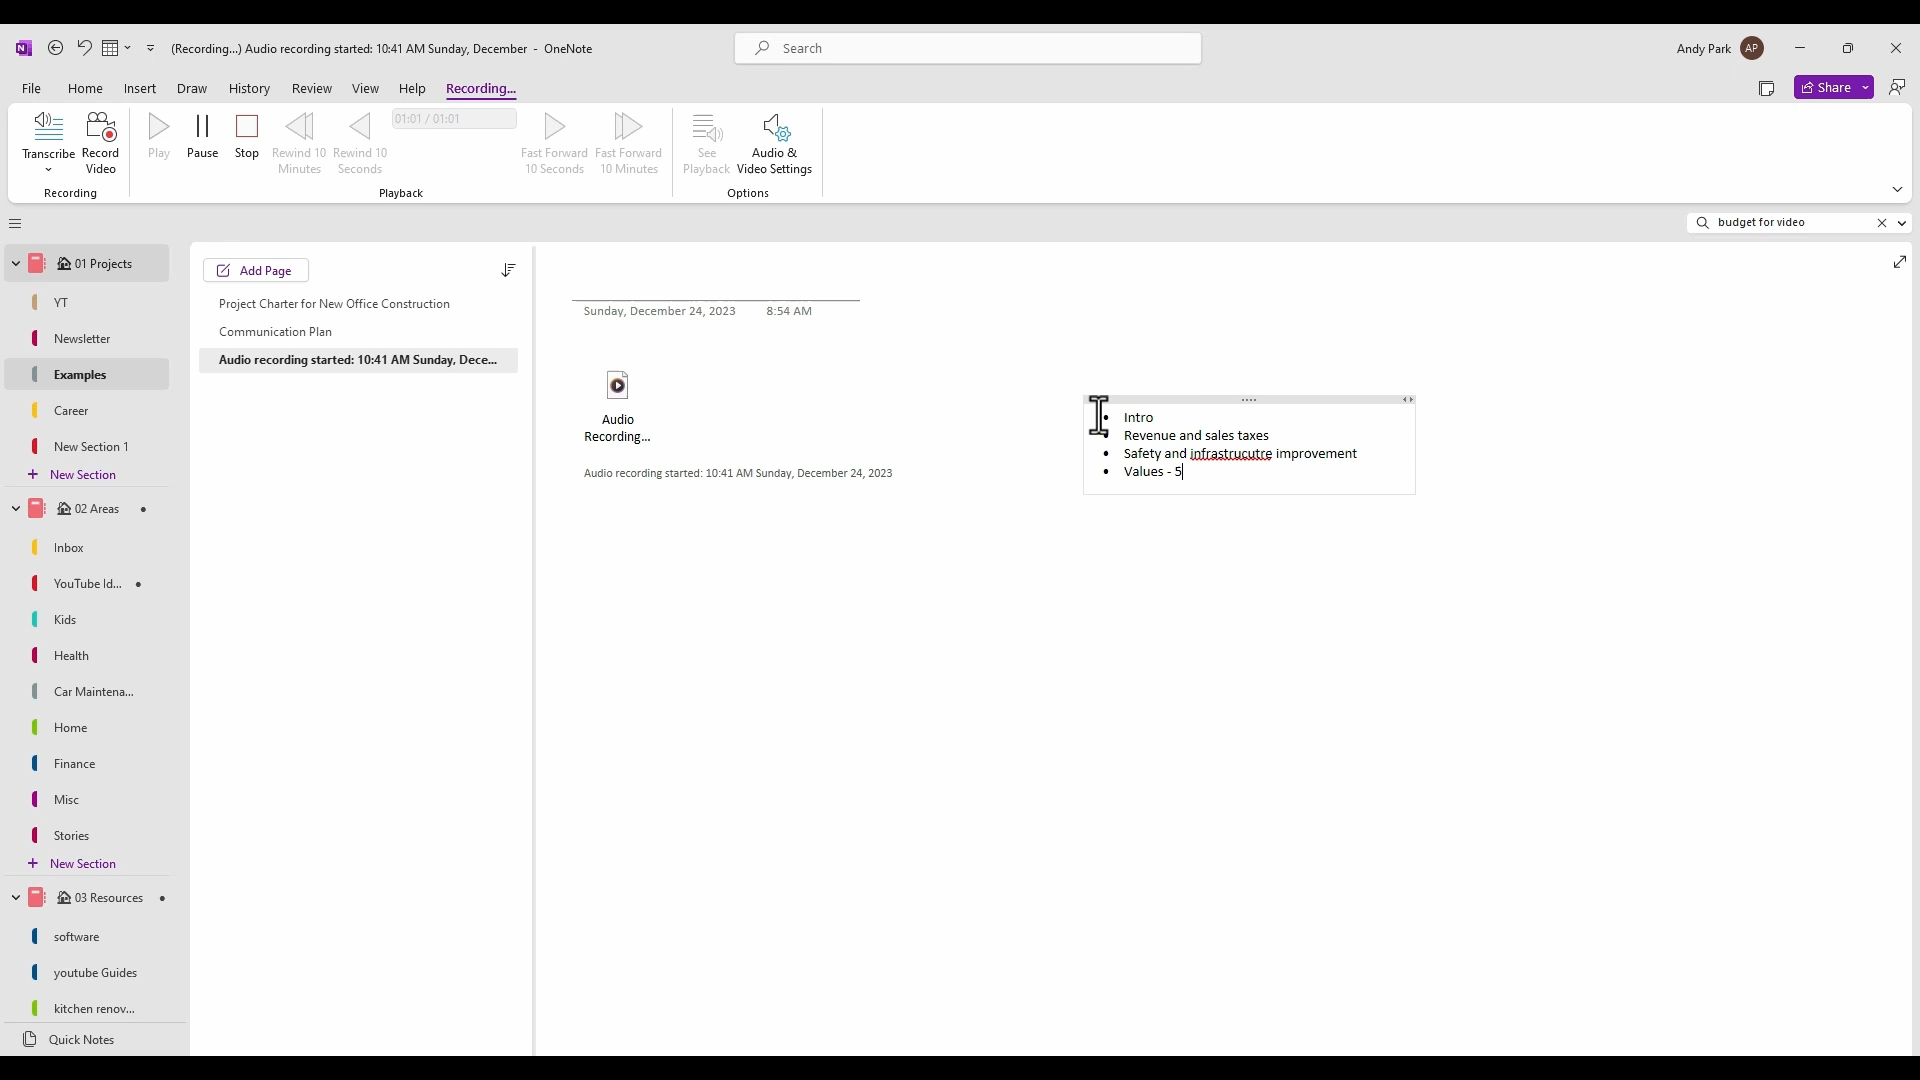 (Recording...) Audio recording started: 10:41 AM Sunday, December - OneNote
Search
Andy Park
AP
File
Home
Insert
Draw
History
Review
View
Help
Recording...
Share
Transcribe
Record
Video
Recording
Play
Pause
Stop
Rewind 10
Minutes
Rewind 10
Seconds
01:01 / 01:01
Fast Forward
10 Seconds
Fast Forward
10 Minutes
Playback
See
Playback
Audio &
Video Settings
Options
budget for video
01 Projects
YT
Newsletter
Examples
Career
New Section 1
+ New Section
02 Areas
Inbox
YouTube Id...
Kids
Health
Car Maintena...
Home
Finance
Misc
Stories
+ New Section
03 Resources
software
youtube Guides
kitchen renov...
Quick Notes
Add Page
Project Charter for New Office Construction
Communication Plan
Audio recording started: 10:41 AM Sunday, Dece...
Sunday, December 24, 2023 8:54 AM
Audio
Recording...
Audio recording started: 10:41 AM Sunday, December 24, 2023
• Intro
• Revenue and sales taxes
• Safety and infrastrucutre improvement
• Values - 5